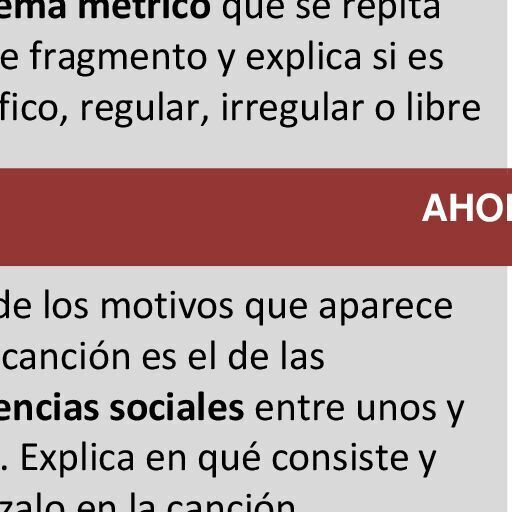 ema métrico que se repita
e fragmento y explica si es
fico, regular, irregular o libre
AHO
de los motivos que aparece
canción es el de las
encias sociales entre unos y
. Explica en qué consiste y
zalo en la canción